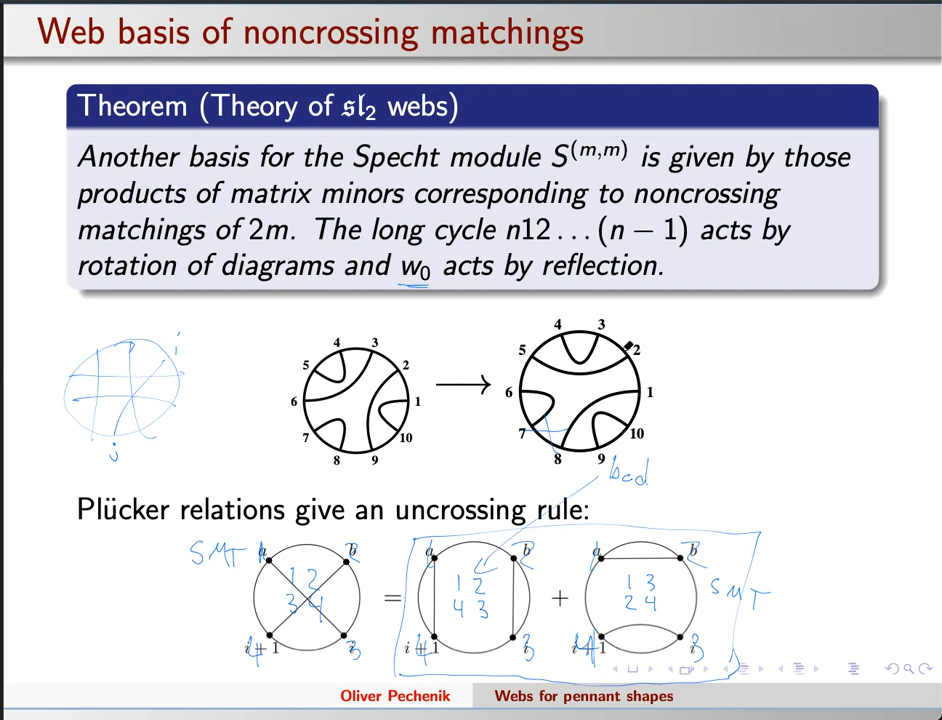 Web basis of noncrossing matchings
Theorem (Theory of 𝔰𝔩₂ webs)
Another basis for the Specht module S^(m,m) is given by those
products of matrix minors corresponding to noncrossing
matchings of 2m. The long cycle n12 . . . (n − 1) acts by
rotation of diagrams and w₀ acts by reflection.
i
j
4 3
5 2
6 1
7 10
8 9
4 3
5 2
6 1
7 10
8 9
bad
Plücker relations give an uncrossing rule:
SMT
a b
1 2
3 4
i + 1 i
4 3
=
a b
1 2
4 3
i + 1 i
4 3
+
a b
1 3
2 4
i + 1 i
4 3
SMT
Oliver Pechenik Webs for pennant shapes